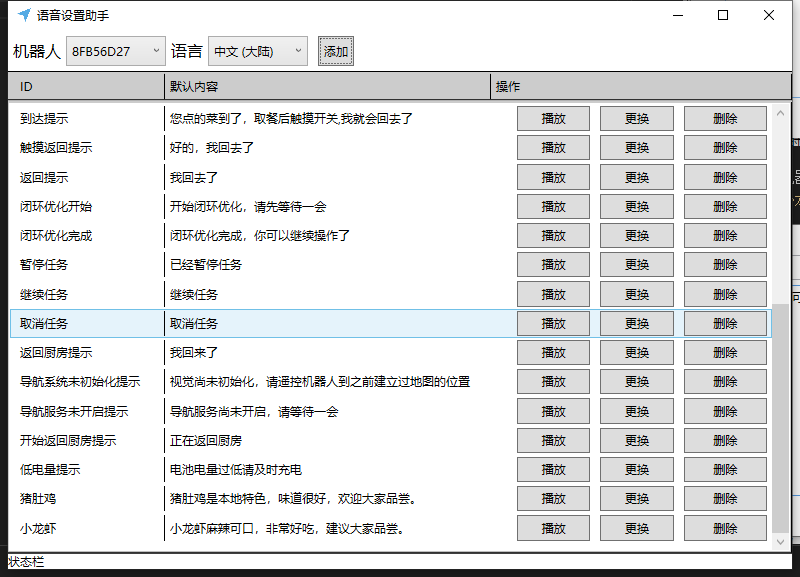 语音设置助手
机器人 8FB56D27 语言 中文 (大陆) 添加
ID 默认内容 操作
到达提示 您点的菜到了，取餐后触摸开关,我就会回去了 播放 更换 删除
触摸返回提示 好的，我回去了 播放 更换 删除
返回提示 我回去了 播放 更换 删除
闭环优化开始 开始闭环优化，请先等待一会 播放 更换 删除
闭环优化完成 闭环优化完成，你可以继续操作了 播放 更换 删除
暂停任务 已经暂停任务 播放 更换 删除
继续任务 继续任务 播放 更换 删除
取消任务 取消任务 播放 更换 删除
返回厨房提示 我回来了 播放 更换 删除
导航系统未初始化提示 视觉尚未初始化，请遥控机器人到之前建立过地图的位置 播放 更换 删除
导航服务未开启提示 导航服务尚未开启，请等待一会 播放 更换 删除
开始返回厨房提示 正在返回厨房 播放 更换 删除
低电量提示 电池电量过低请及时充电 播放 更换 删除
猪肚鸡 猪肚鸡是本地特色，味道很好，欢迎大家品尝。 播放 更换 删除
小龙虾 小龙虾麻辣可口，非常好吃，建议大家品尝。 播放 更换 删除
状态栏